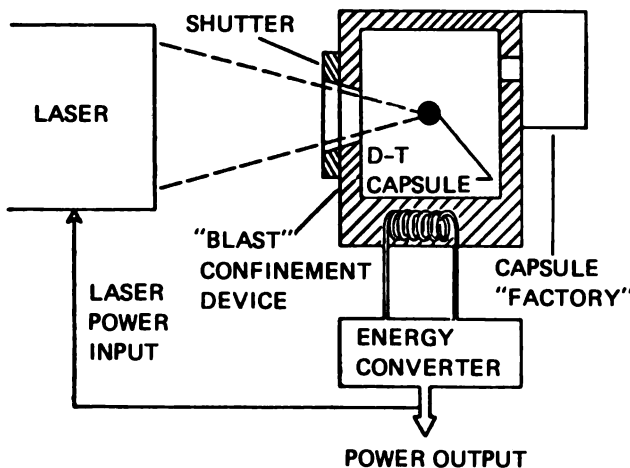 SHUTTER
LASER
D-T
CAPSULE
"BLAST"
CONFINEMENT
DEVICE
CAPSULE
"FACTORY"
LASER
POWER
INPUT
ENERGY
CONVERTER
POWER OUTPUT